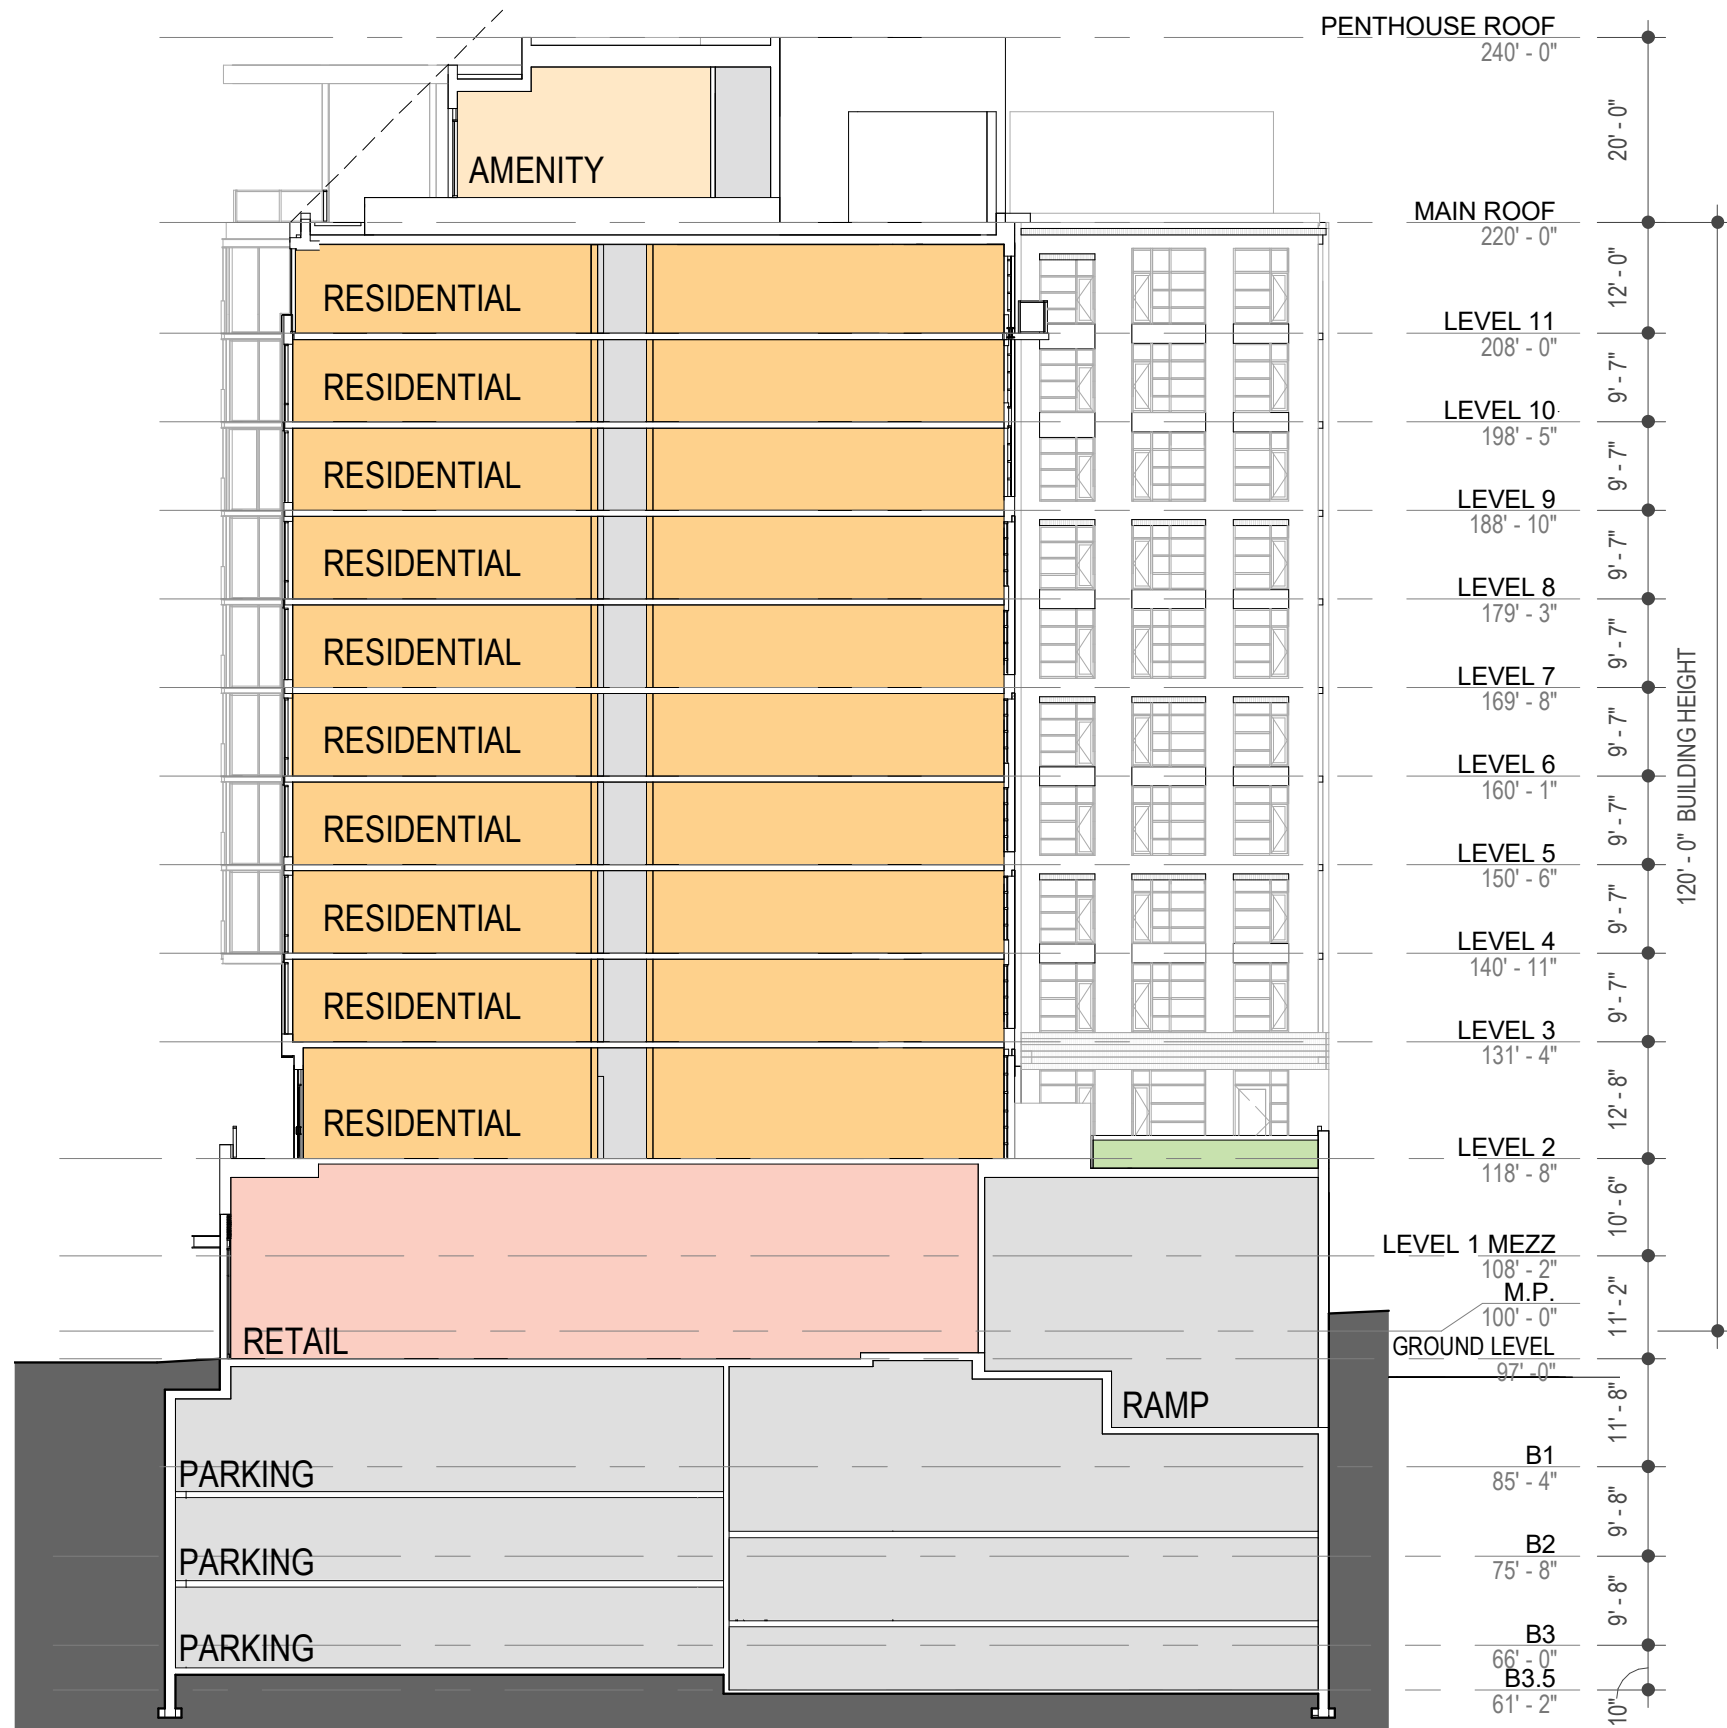 PENTHOUSE ROOF
240' - 0"
20' - 0"
AMENITY
MAIN ROOF
220' - 0"
12' - 0"
RESIDENTIAL
LEVEL 11
208' - 0"
9' - 7"
RESIDENTIAL
LEVEL 10
198' - 5"
9' - 7"
RESIDENTIAL
LEVEL 9
188' - 10"
9' - 7"
RESIDENTIAL
LEVEL 8
179' - 3"
9' - 7"
RESIDENTIAL
LEVEL 7
169' - 8"
9' - 7"
RESIDENTIAL
LEVEL 6
160' - 1"
9' - 7"
RESIDENTIAL
LEVEL 5
150' - 6"
9' - 7"
RESIDENTIAL
LEVEL 4
140' - 11"
9' - 7"
RESIDENTIAL
LEVEL 3
131' - 4"
12' - 8"
RESIDENTIAL
LEVEL 2
118' - 8"
10' - 6"
LEVEL 1 MEZZ
108' - 2"
11' - 2"
M.P.
100' - 0"
RETAIL
GROUND LEVEL
97' -0"
11' - 8"
RAMP
B1
85' - 4"
9' - 8"
PARKING
B2
75' - 8"
9' - 8"
PARKING
B3
66' - 0"
PARKING
B3.5
61' - 2"
10"
120' - 0" BUILDING HEIGHT